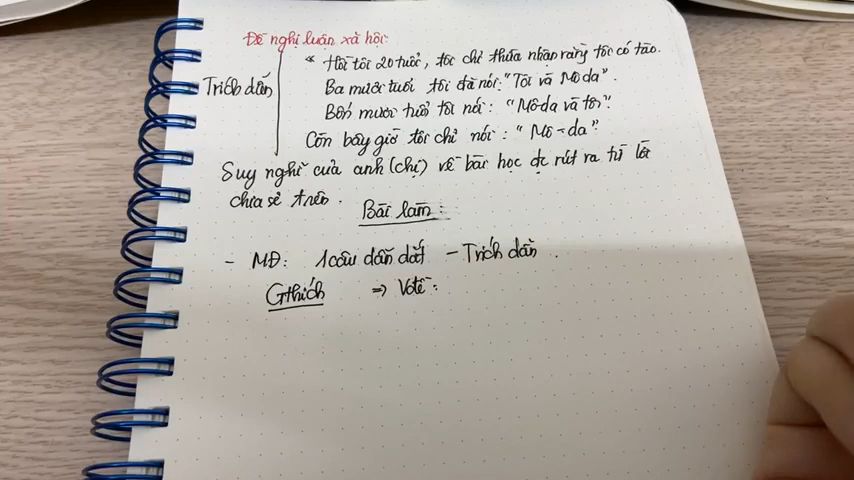 Đề nghị luận xã hội:
" Hồi tôi 20 tuổi, tôi chỉ thừa nhận rằng tôi có tào.
Trích dẫn
Ba mươi tuổi tôi đã nói: "Tôi và Mô da".
Bốn mươi tuổi tôi nói: "Mô-da và tôi".
Còn bây giờ tôi chỉ nói: "Mô-da".
Suy nghĩ của anh (chị) về bài học đc rút ra từ lời
chia sẻ trên.
Bài làm:
- MĐ: 1 câu dẫn dắt - Trích dẫn.
Gthích => Vđề: